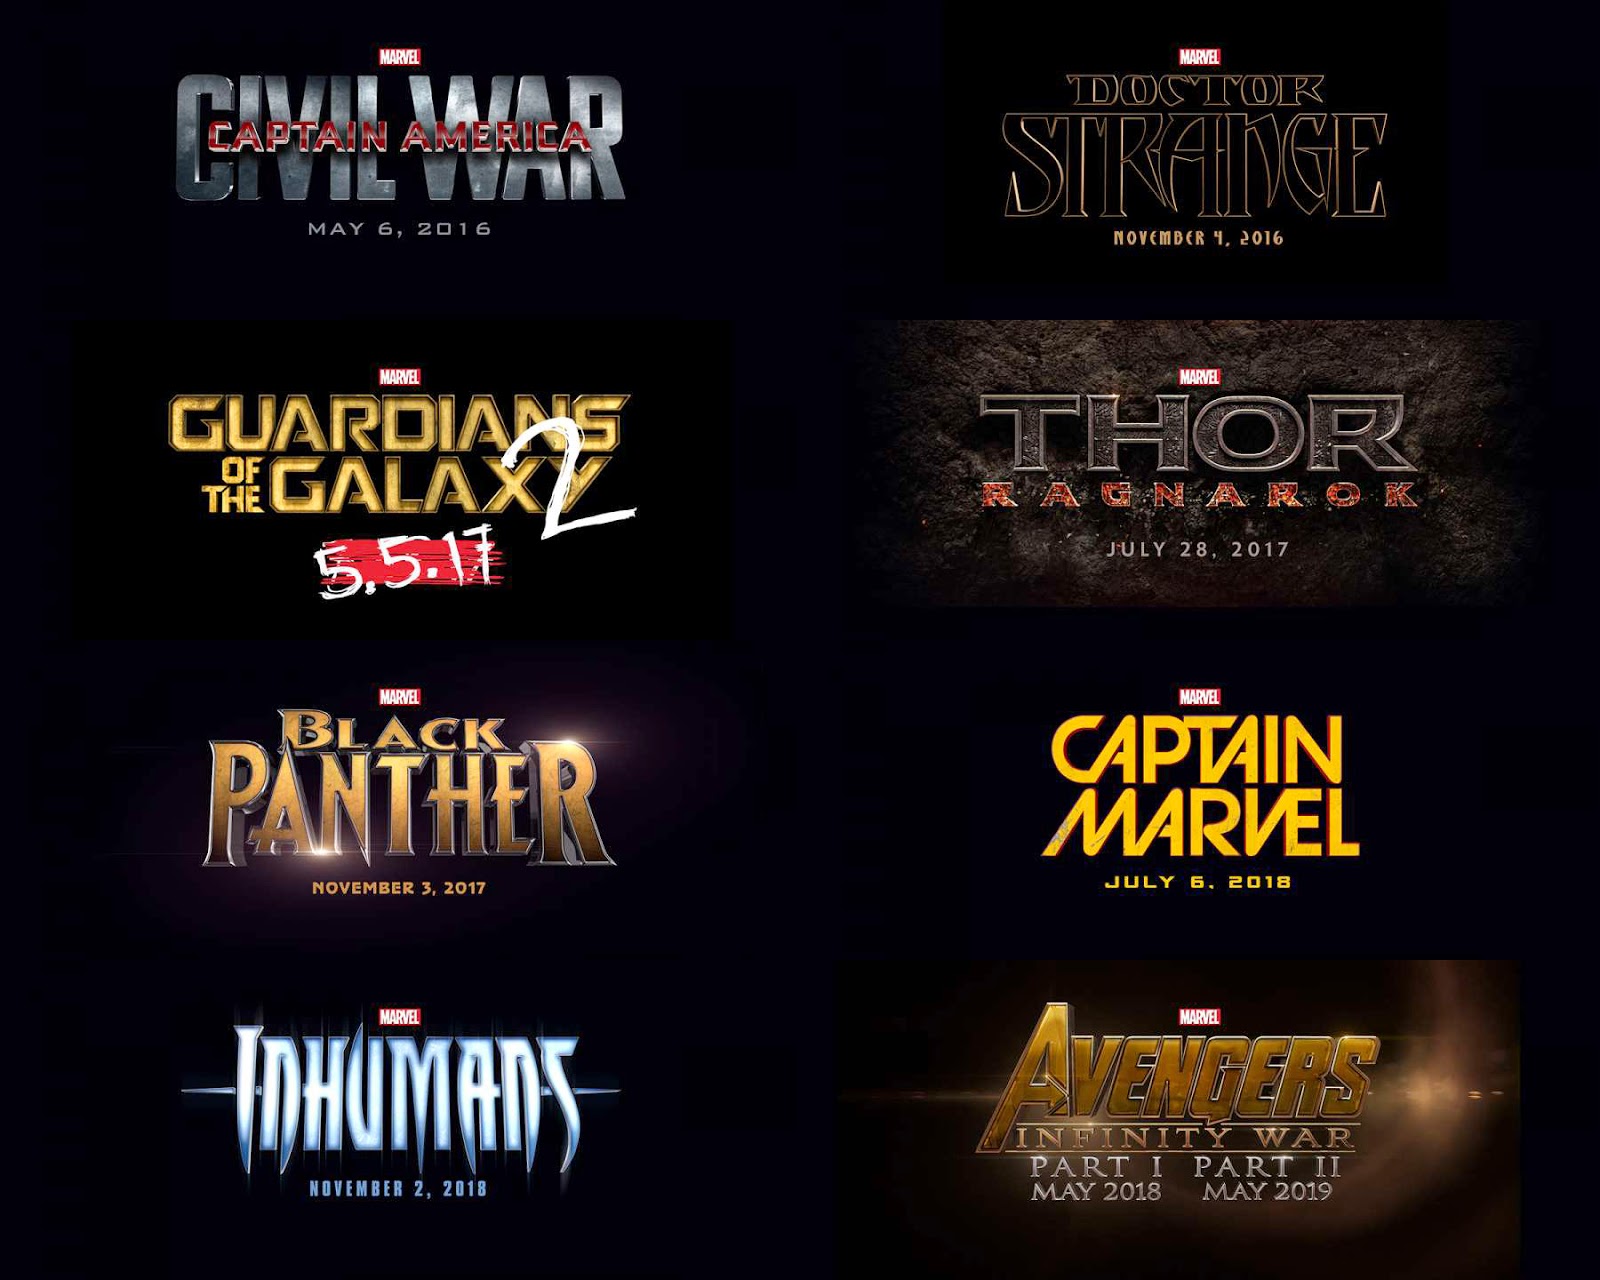 MARVEL
CIVIL WAR
CAPTAIN AMERICA
MAY 6, 2016
MARVEL
DOCTOR
STRANGE
NOVEMBER 4, 2016
MARVEL
GUARDIANS
OF
THE GALAXY
2
5.5.17
MARVEL
THOR
RAGNAROK
JULY 28, 2017
MARVEL
BLACK
PANTHER
NOVEMBER 3, 2017
MARVEL
CAPTAIN
MARVEL
JULY 6, 2018
MARVEL
INHUMANS
NOVEMBER 2, 2018
MARVEL
AVENGERS
INFINITY WAR
PART I PART II
MAY 2018 MAY 2019